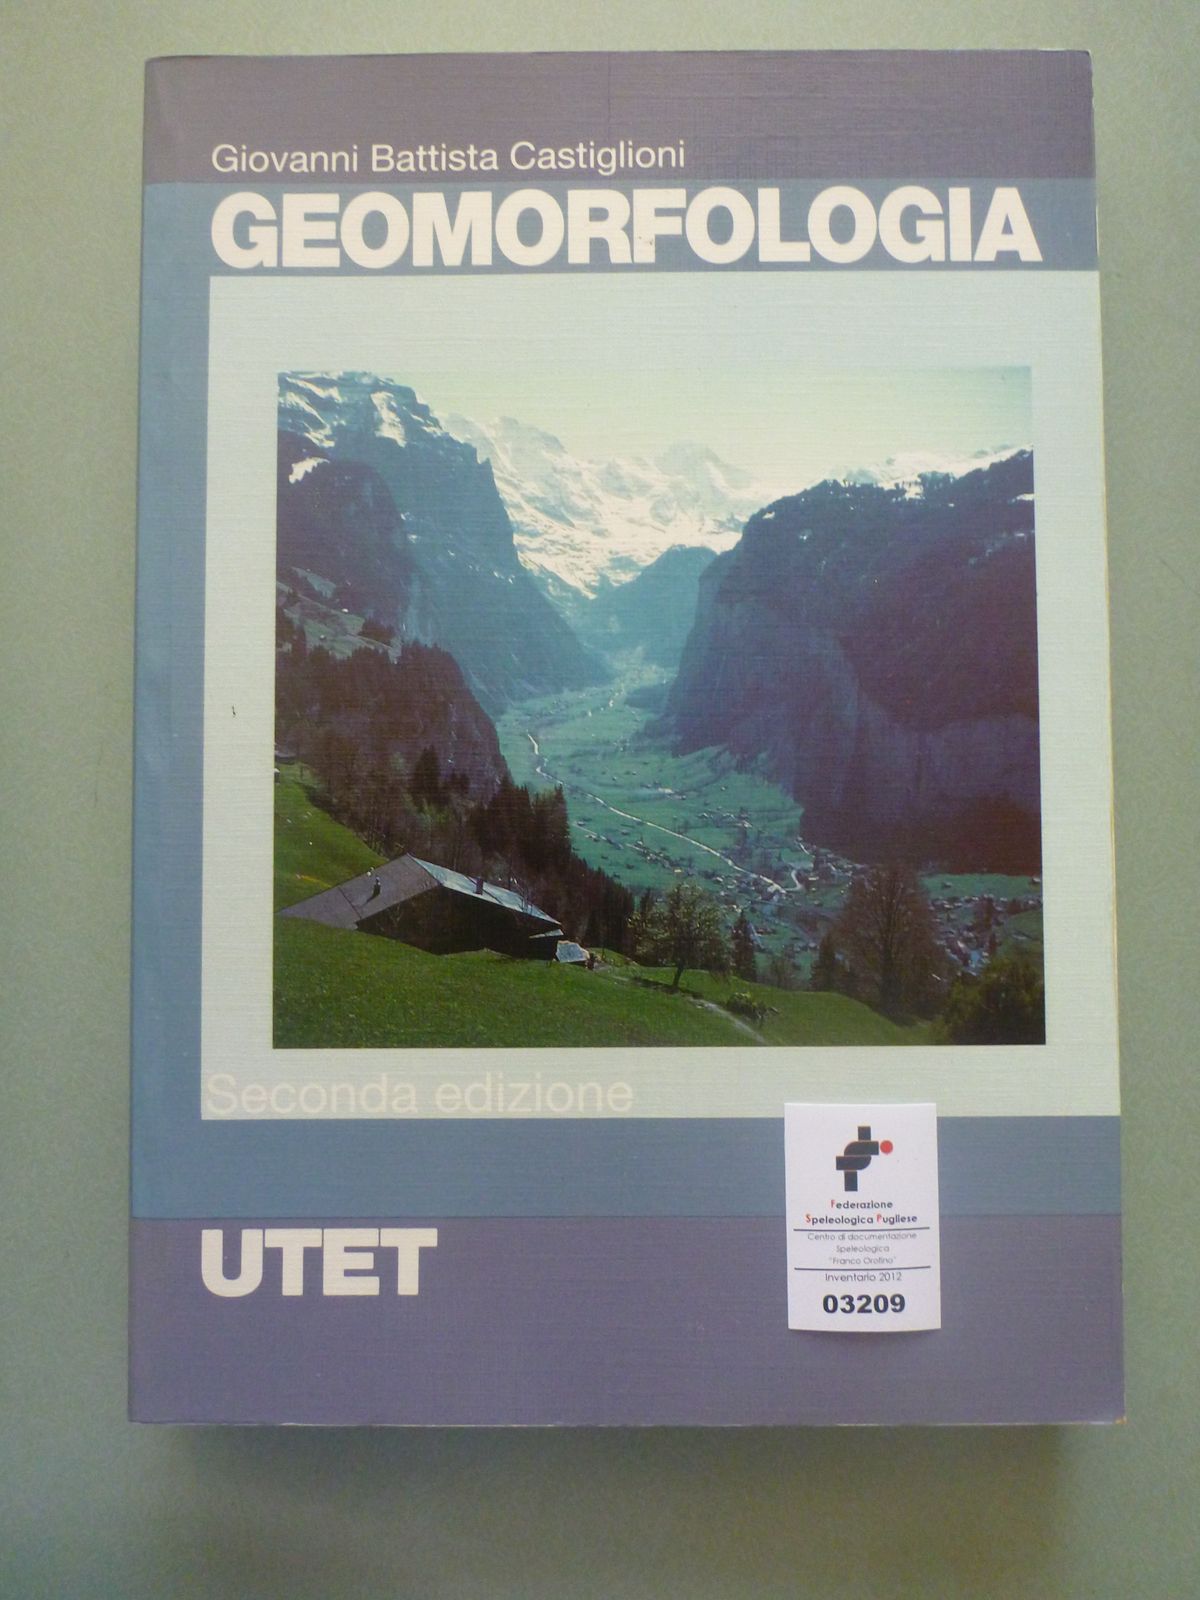 Giovanni Battista Castiglioni
GEOMORFOLOGIA
Seconda edizione
UTET
Federazione
Speleologica Pugliese
Centro di documentazione
Speleologica
"Franco Orofino"
Inventario 2012
03209